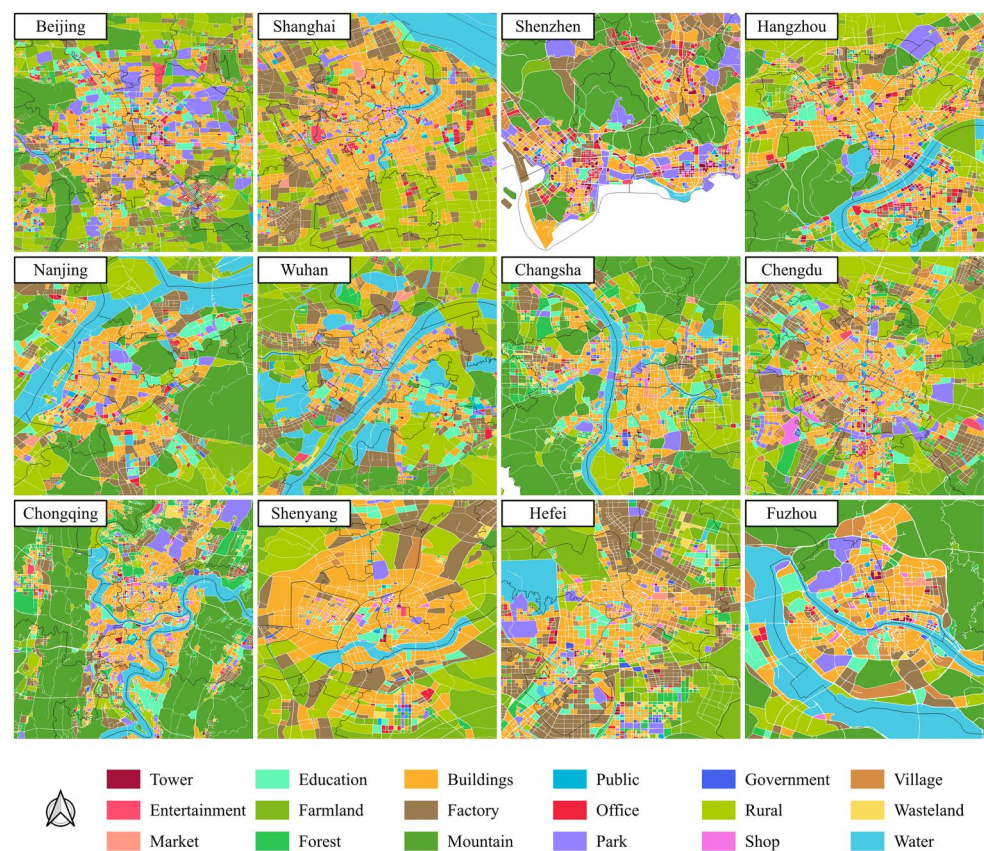 Beijing
Shanghai
Shenzhen
Hangzhou
Nanjing
Wuhan
Changsha
Chengdu
Chongqing
Shenyang
Hefei
Fuzhou
Tower
Education
Buildings
Public
Government
Village
Entertainment
Farmland
Factory
Office
Rural
Wasteland
Market
Forest
Mountain
Park
Shop
Water